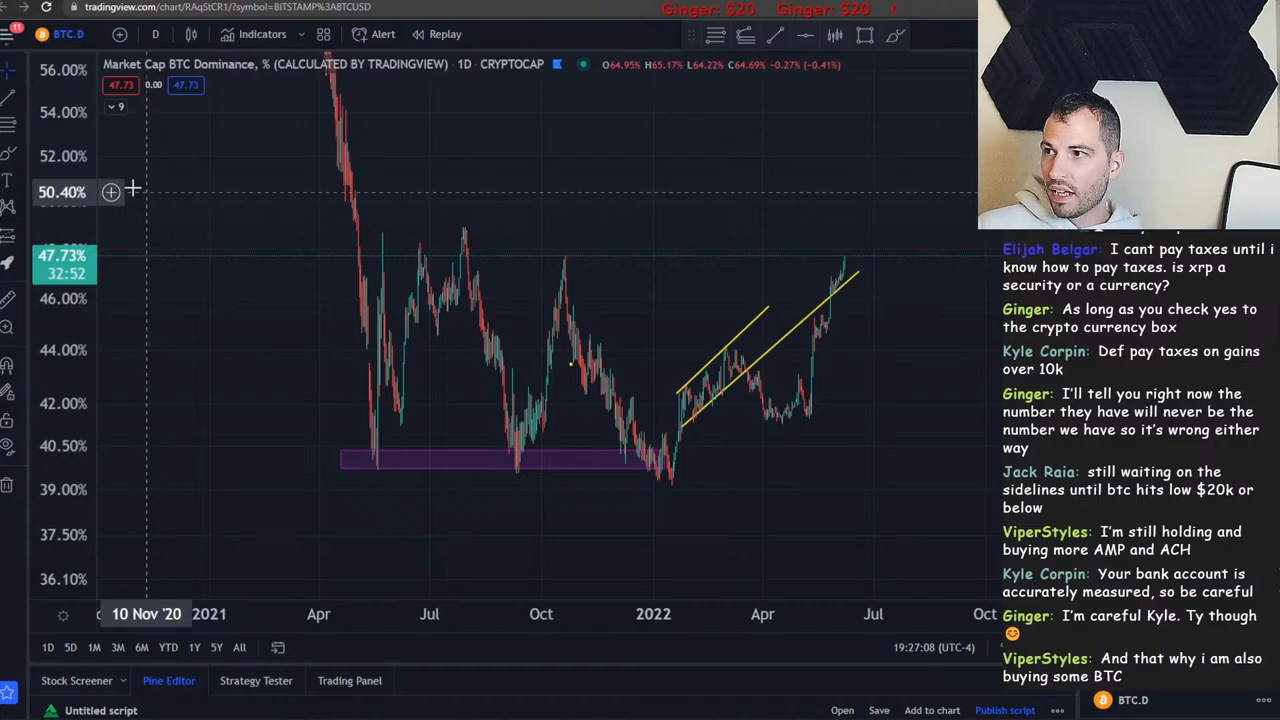 tradingview.com/chart/RAqStCR1/?symbol=BITSTAMP%3ABTCUSD
Ginger: $20 Ginger: $20
11
BTC.D
D
Indicators
Alert
Replay
Market Cap BTC Dominance, % (CALCULATED BY TRADINGVIEW) 1D CRYPTOCAP
O64.95% H65.17% L64.22% C64.69% -0.27% (-0.41%)
47.73 0.00 47.73
9
56.00%
54.00%
52.00%
50.40%
47.73%
32:52
46.00%
44.00%
42.00%
40.50%
39.00%
37.50%
36.10%
10 Nov '20 2021 Apr Jul Oct 2022 Apr Jul Oct
1D 5D 1M 3M 6M YTD 1Y 5Y All
19:27:08 (UTC-4)
Stock Screener Pine Editor Strategy Tester Trading Panel
Untitled script
Open Save Add to chart Publish script
Elijah Belgar: I cant pay taxes until i
know how to pay taxes. is xrp a
security or a currency?
Ginger: As long as you check yes to
the crypto currency box
Kyle Corpin: Def pay taxes on gains
over 10k
Ginger: I'll tell you right now the
number they have will never be the
number we have so it's wrong either
way
Jack Raia: still waiting on the
sidelines until btc hits low $20k or
below
ViperStyles: I'm still holding and
buying more AMP and ACH
Kyle Corpin: Your bank account is
accurately measured, so be careful
Ginger: I'm careful Kyle. Ty though
😊
ViperStyles: And that why i am also
buying some BTC
BTC.D